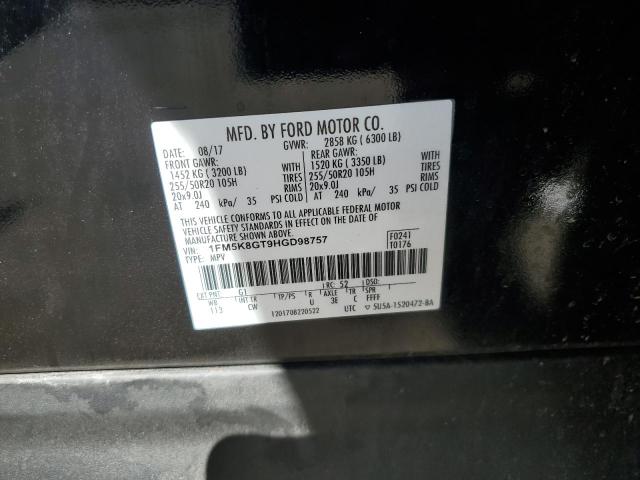 MFD. BY FORD MOTOR CO.
DATE: 08/17 GVWR: 2858 KG ( 6300 LB)
FRONT GAWR: REAR GAWR:
1452 KG ( 3200 LB) WITH 1520 KG ( 3350 LB) WITH
255/50R20 105H TIRES 255/50R20 105H TIRES
20x9.0J RIMS 20x9.0J RIMS
AT 240 kPa/ 35 PSI COLD AT 240 kPa/ 35 PSI COLD
THIS VEHICLE CONFORMS TO ALL APPLICABLE FEDERAL MOTOR
VEHICLE SAFETY STANDARDS IN EFFECT ON THE DATE OF
MANUFACTURE SHOWN ABOVE.
VIN: 1FM5K8GT9HGD98757 F0241
TYPE: MPV T0176
EXT PNT: G1 RC: 52 DSO:
WB INT TR TP/PS R AXLE TR SPR
113 CW U 3E C FFFF
1201708220522 UTC 5U5A-1520472-BA